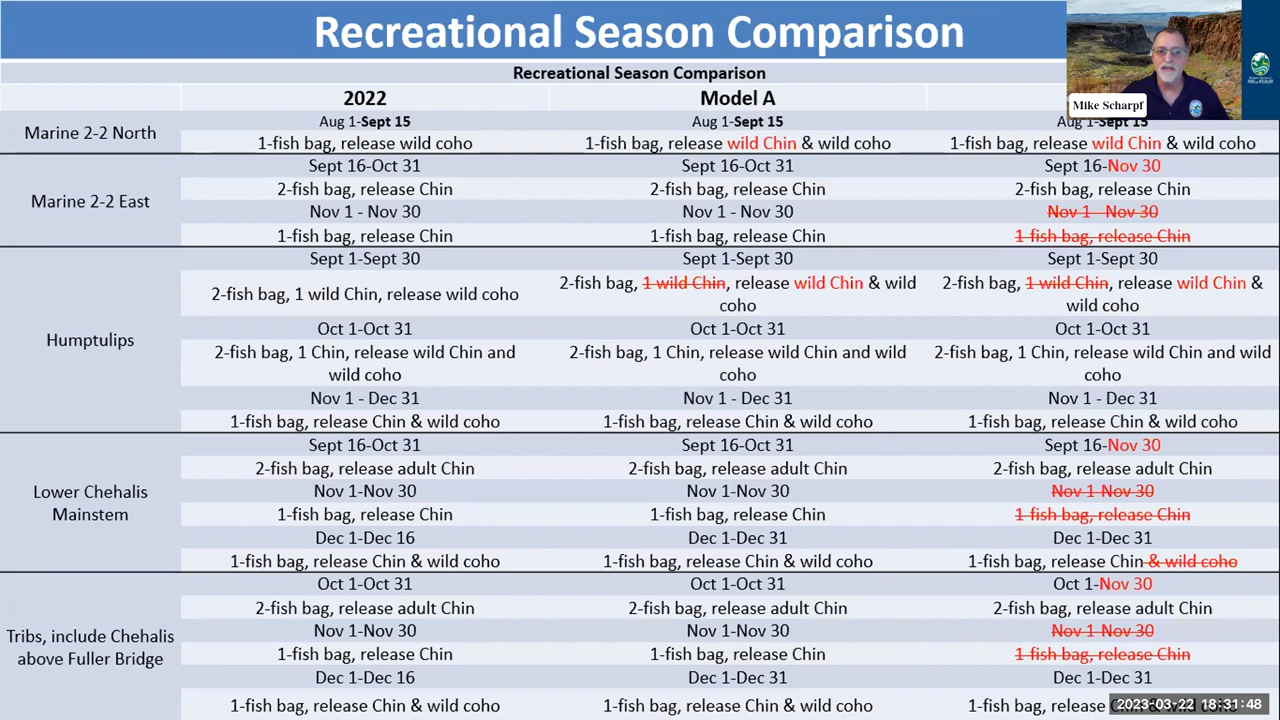 Recreational Season Comparison
Mike Scharpf
Recreational Season Comparison
2022 Model A
Marine 2-2 North
Aug 1-Sept 15 Aug 1-Sept 15 Aug 1-Sept 15
1-fish bag, release wild coho 1-fish bag, release wild Chin & wild coho 1-fish bag, release wild Chin & wild coho
Marine 2-2 East
Sept 16-Oct 31 Sept 16-Oct 31 Sept 16-Nov 30
2-fish bag, release Chin 2-fish bag, release Chin 2-fish bag, release Chin
Nov 1 - Nov 30 Nov 1 - Nov 30 Nov 1 - Nov 30
1-fish bag, release Chin 1-fish bag, release Chin 1-fish bag, release Chin
Humptulips
Sept 1-Sept 30 Sept 1-Sept 30 Sept 1-Sept 30
2-fish bag, 1 wild Chin, release wild coho 2-fish bag, 1 wild Chin, release wild Chin & wild coho 2-fish bag, 1 wild Chin, release wild Chin & wild coho
Oct 1-Oct 31 Oct 1-Oct 31 Oct 1-Oct 31
2-fish bag, 1 Chin, release wild Chin and wild coho 2-fish bag, 1 Chin, release wild Chin and wild coho 2-fish bag, 1 Chin, release wild Chin and wild coho
Nov 1 - Dec 31 Nov 1 - Dec 31 Nov 1 - Dec 31
1-fish bag, release Chin & wild coho 1-fish bag, release Chin & wild coho 1-fish bag, release Chin & wild coho
Lower Chehalis Mainstem
Sept 16-Oct 31 Sept 16-Oct 31 Sept 16-Nov 30
2-fish bag, release adult Chin 2-fish bag, release adult Chin 2-fish bag, release adult Chin
Nov 1-Nov 30 Nov 1-Nov 30 Nov 1-Nov 30
1-fish bag, release Chin 1-fish bag, release Chin 1-fish bag, release Chin
Dec 1-Dec 16 Dec 1-Dec 31 Dec 1-Dec 31
1-fish bag, release Chin & wild coho 1-fish bag, release Chin & wild coho 1-fish bag, release Chin & wild coho
Tribs, include Chehalis above Fuller Bridge
Oct 1-Oct 31 Oct 1-Oct 31 Oct 1-Nov 30
2-fish bag, release adult Chin 2-fish bag, release adult Chin 2-fish bag, release adult Chin
Nov 1-Nov 30 Nov 1-Nov 30 Nov 1-Nov 30
1-fish bag, release Chin 1-fish bag, release Chin 1-fish bag, release Chin
Dec 1-Dec 16 Dec 1-Dec 31 Dec 1-Dec 31
1-fish bag, release Chin & wild coho 1-fish bag, release Chin & wild coho 1-fish bag, release
2023-03-22 18:31:48